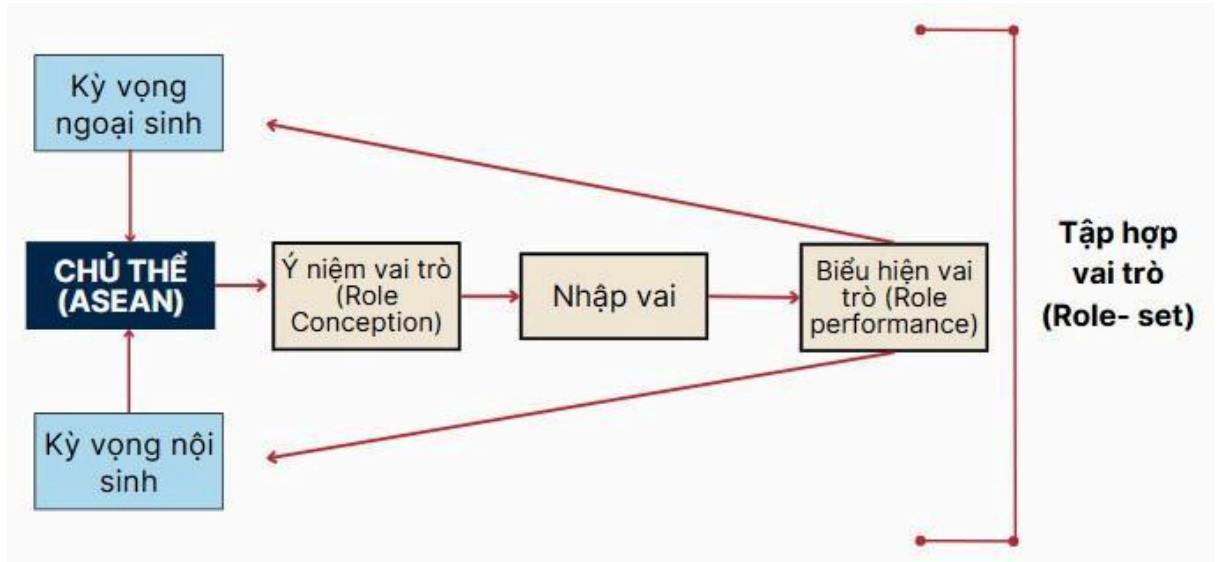 Kỳ vọng
ngoại sinh
CHỦ THỂ
(ASEAN)
Ý niệm vai trò
(Role
Conception)
Nhập vai
Biểu hiện vai
trò (Role
performance)
Kỳ vọng nội
sinh
Tập hợp
vai trò
(Role- set)